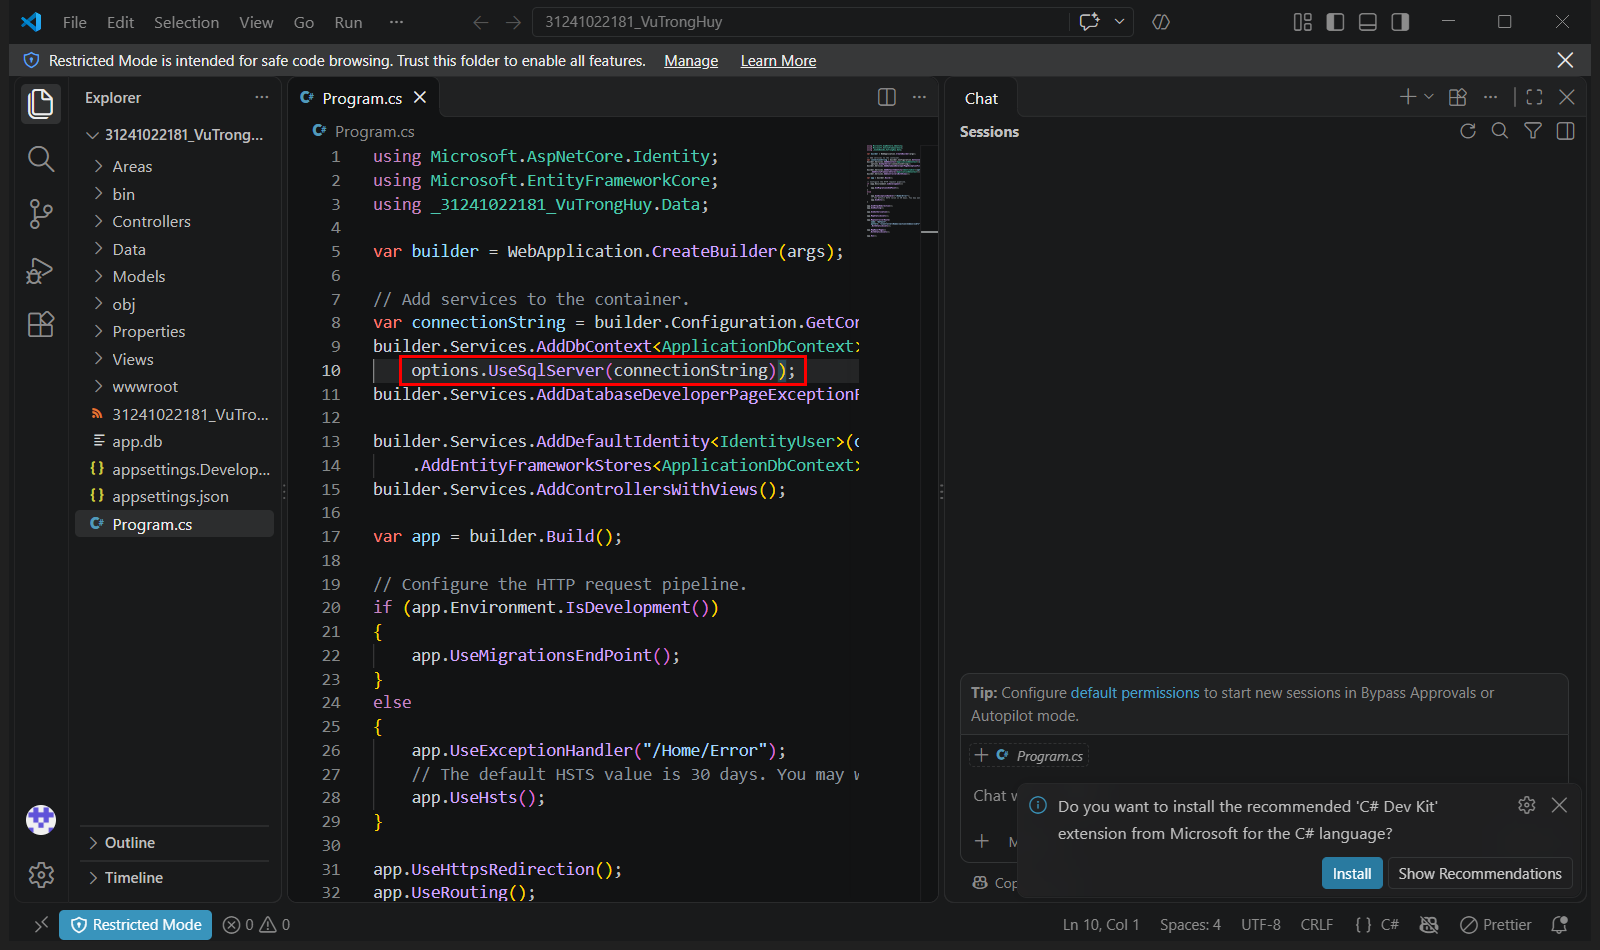 File Edit Selection View Go Run ··· 31241022181_VuTrongHuy
Restricted Mode is intended for safe code browsing. Trust this folder to enable all features. Manage Learn More
Explorer ···
31241022181_VuTrong...
Areas
bin
Controllers
Data
Models
obj
Properties
Views
wwwroot
31241022181_VuTro...
app.db
{} appsettings.Develop...
{} appsettings.json
C# Program.cs
Outline
Timeline
C# Program.cs
C# Program.cs
1 using Microsoft.AspNetCore.Identity;
2 using Microsoft.EntityFrameworkCore;
3 using _31241022181_VuTrongHuy.Data;
4
5 var builder = WebApplication.CreateBuilder(args);
6
7 // Add services to the container.
8 var connectionString = builder.Configuration.GetCor
9 builder.Services.AddDbContext<ApplicationDbContext>
10 options.UseSqlServer(connectionString));
11 builder.Services.AddDatabaseDeveloperPageExceptionF
12
13 builder.Services.AddDefaultIdentity<IdentityUser>(o
14 .AddEntityFrameworkStores<ApplicationDbContext>
15 builder.Services.AddControllersWithViews();
16
17 var app = builder.Build();
18
19 // Configure the HTTP request pipeline.
20 if (app.Environment.IsDevelopment())
21 {
22 app.UseMigrationsEndPoint();
23 }
24 else
25 {
26 app.UseExceptionHandler("/Home/Error");
27 // The default HSTS value is 30 days. You may w
28 app.UseHsts();
29 }
30
31 app.UseHttpsRedirection();
32 app.UseRouting();
Chat
Sessions
Tip: Configure default permissions to start new sessions in Bypass Approvals or
Autopilot mode.
C# Program.cs
Chat w
M
Cop
Do you want to install the recommended 'C# Dev Kit'
extension from Microsoft for the C# language?
Install Show Recommendations
Restricted Mode 0 0 Ln 10, Col 1 Spaces: 4 UTF-8 CRLF {} C# Prettier